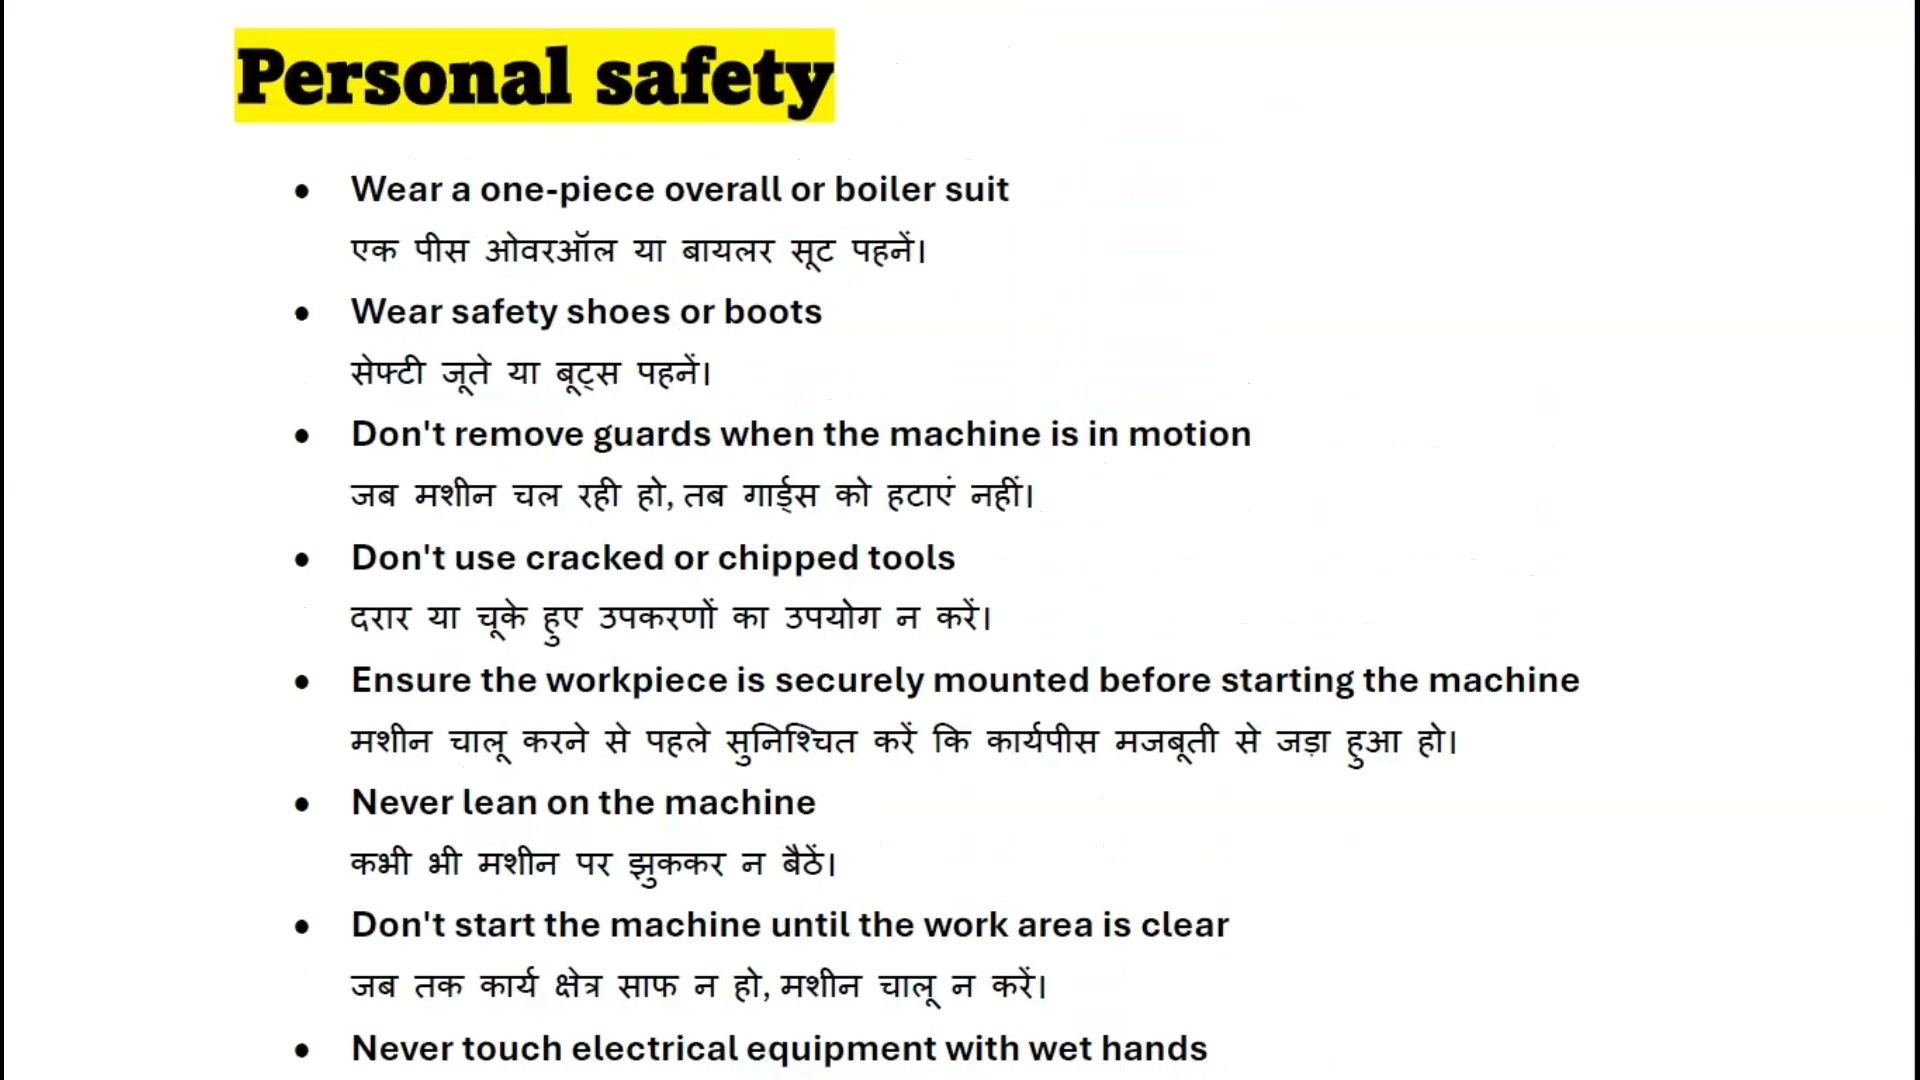 Personal safety
• Wear a one-piece overall or boiler suit
एक पीस ओवरऑल या बायलर सूट पहनें।
• Wear safety shoes or boots
सेफ्टी जूते या बूट्स पहनें।
• Don't remove guards when the machine is in motion
जब मशीन चल रही हो, तब गार्ड्स को हटाएं नहीं।
• Don't use cracked or chipped tools
दरार या चूके हुए उपकरणों का उपयोग न करें।
• Ensure the workpiece is securely mounted before starting the machine
मशीन चालू करने से पहले सुनिश्चित करें कि कार्यपीस मजबूती से जड़ा हुआ हो।
• Never lean on the machine
कभी भी मशीन पर झुककर न बैठें।
• Don't start the machine until the work area is clear
जब तक कार्य क्षेत्र साफ न हो, मशीन चालू न करें।
• Never touch electrical equipment with wet hands